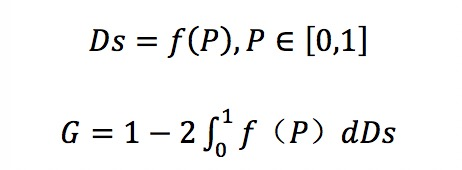 Ds = f(P), P ∈ [0,1]
G = 1 − 2 ∫₀¹ f （P） dDs